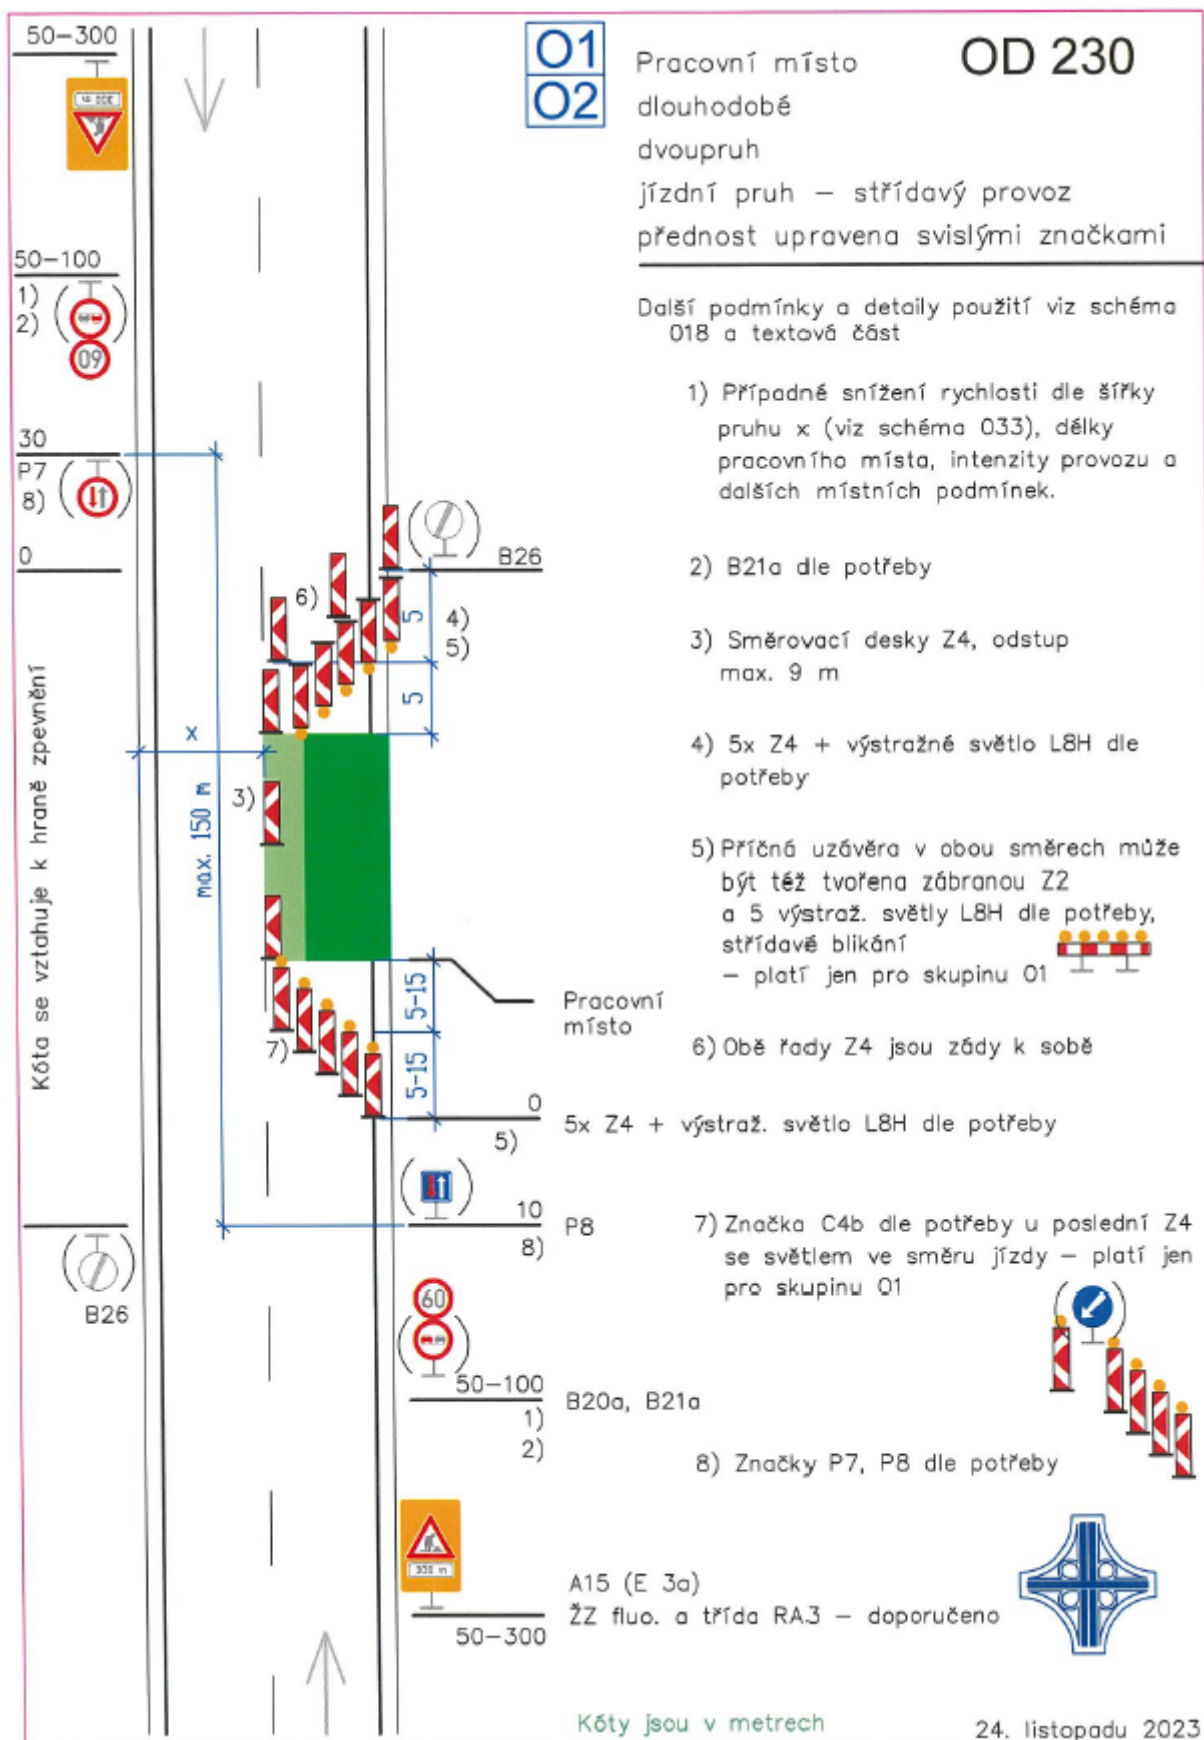 O1
O2
Pracovní místo
OD 230
dlouhodobé
dvoupruh
jízdní pruh – střídavý provoz
přednost upravena svislými značkami
Další podmínky a detaily použití viz schéma
018 a textová část
1) Případné snížení rychlosti dle šířky
pruhu x (viz schéma 033), délky
pracovního místa, intenzity provozu a
dalších místních podmínek.
2) B21a dle potřeby
3) Směrovací desky Z4, odstup
max. 9 m
4) 5x Z4 + výstražné světlo L8H dle
potřeby
5) Příčná uzávěra v obou směrech může
být též tvořena zábranou Z2
a 5 výstraž. světly L8H dle potřeby,
střídavé blikání
– platí jen pro skupinu O1
6) Obě řady Z4 jsou zády k sobě
7) Značka C4b dle potřeby u poslední Z4
se světlem ve směru jízdy – platí jen
pro skupinu O1
8) Značky P7, P8 dle potřeby
50-300
50-100
1)
2)
60
30
P7
8)
0
B26
6)
5
4)
5)
5
x
3)
max. 150 m
Kóta se vztahuje k hraně zpevnění
Pracovní
místo
5-15
7)
5-15
0
5)
5x Z4 + výstraž. světlo L8H dle potřeby
10
P8
8)
B26
60
50-100
B20a, B21a
1)
2)
300 m
A15 (E 3a)
ŽZ fluo. a třída RA3 – doporučeno
50-300
Kóty jsou v metrech
24. listopadu 2023